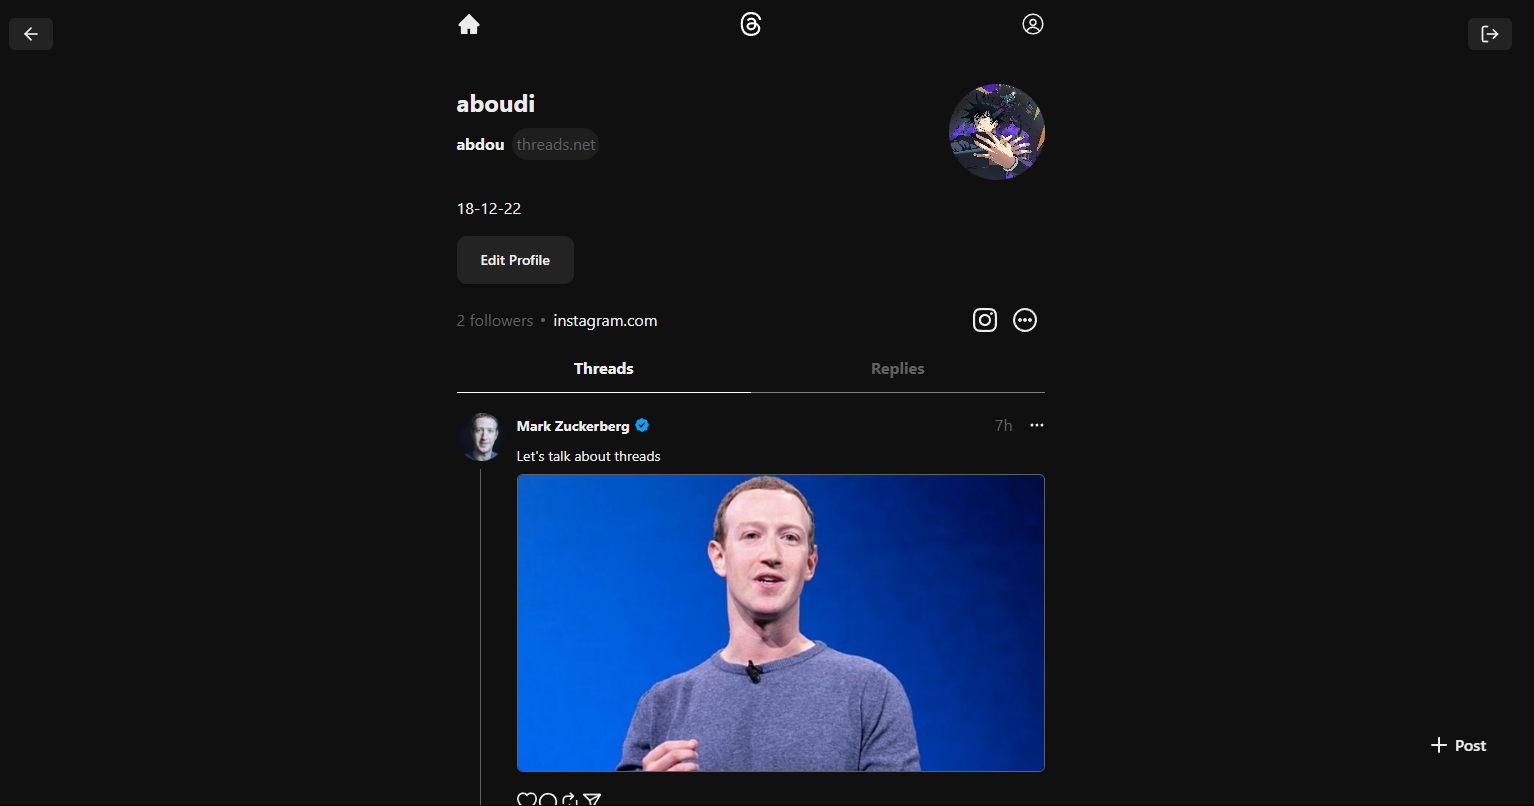 aboudi
abdou threads.net
18-12-22
Edit Profile
2 followers • instagram.com
Threads Replies
Mark Zuckerberg 7h
Let's talk about threads
+ Post